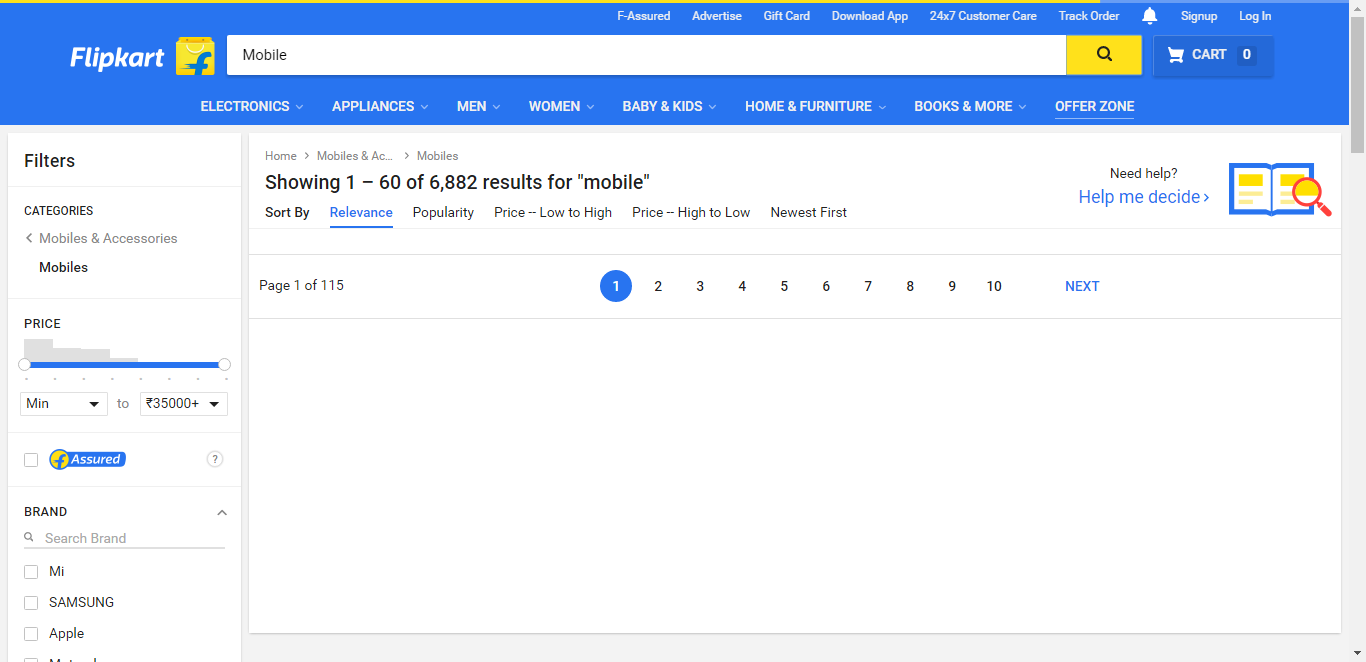 F-Assured Advertise Gift Card Download App 24x7 Customer Care Track Order Signup Log In
Flipkart f Mobile CART 0
ELECTRONICS APPLIANCES MEN WOMEN BABY & KIDS HOME & FURNITURE BOOKS & MORE OFFER ZONE
Filters
CATEGORIES
Mobiles & Accessories
Mobiles
PRICE
Min to ₹35000+
f Assured ?
BRAND
Search Brand
Mi
SAMSUNG
Apple
Home > Mobiles & Ac... > Mobiles
Showing 1 – 60 of 6,882 results for "mobile"
Sort By Relevance Popularity Price -- Low to High Price -- High to Low Newest First
Need help?
Help me decide ›
Page 1 of 115 1 2 3 4 5 6 7 8 9 10 NEXT